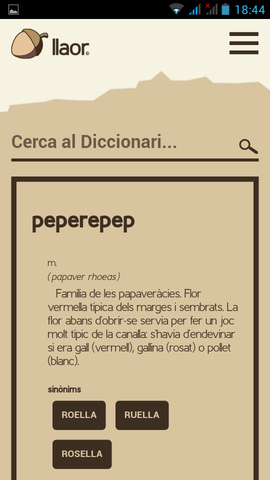 18:44
llaor.©
Cerca al Diccionari...
peperepep
m.
(papaver rhoeas)
Família de les papaveràcies. Flor
vermella típica dels marges i sembrats. La
flor abans d'obrir-se servia per fer un joc
molt típic de la canalla: s'havia d'endevinar
si era gall (vermell), gallina (rosat) o pollet
(blanc).
sinònims
ROELLA RUELLA
ROSELLA